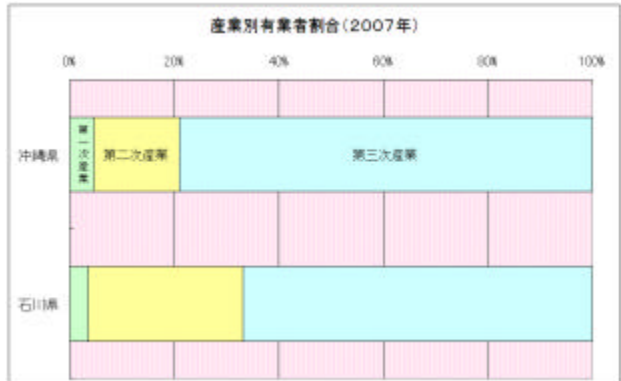 産業別有業者割合(2007年)
0% 20% 40% 60% 80% 100%
沖縄県 第一次産業 第二次産業 第三次産業
石川県